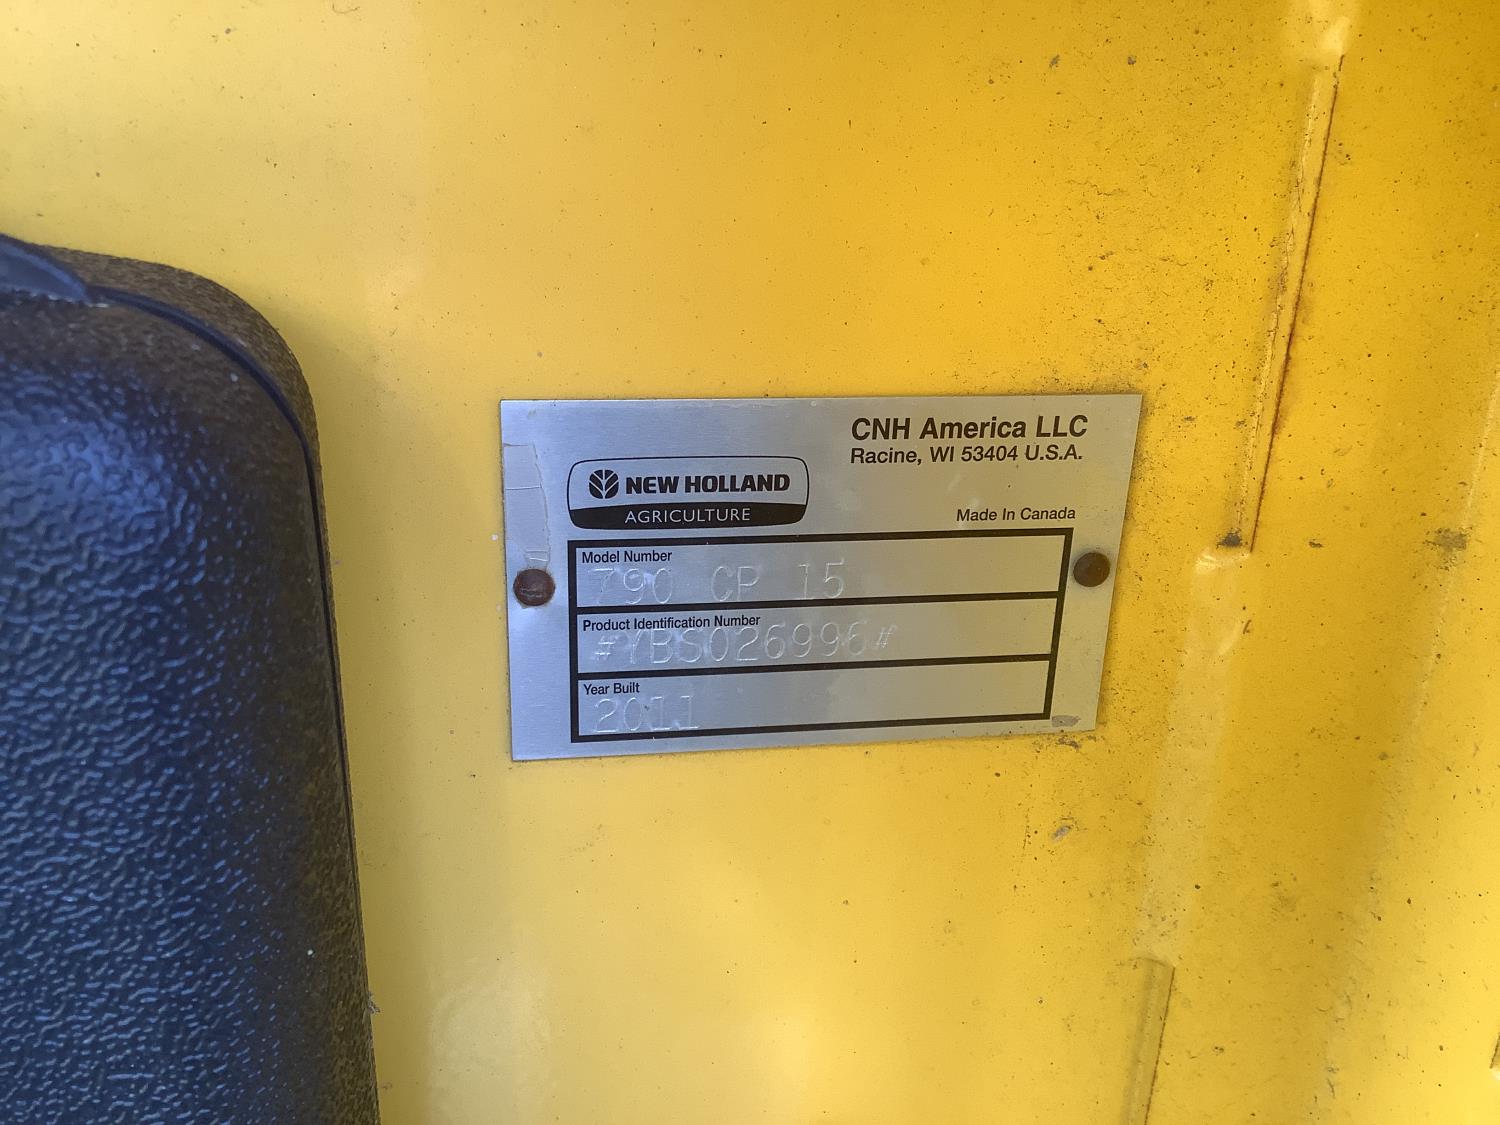 CNH America LLC
Racine, WI 53404 U.S.A.
NEW HOLLAND
AGRICULTURE
Made In Canada
Model Number
790 CP 15
Product Identification Number
#YBS026996#
Year Built
2011